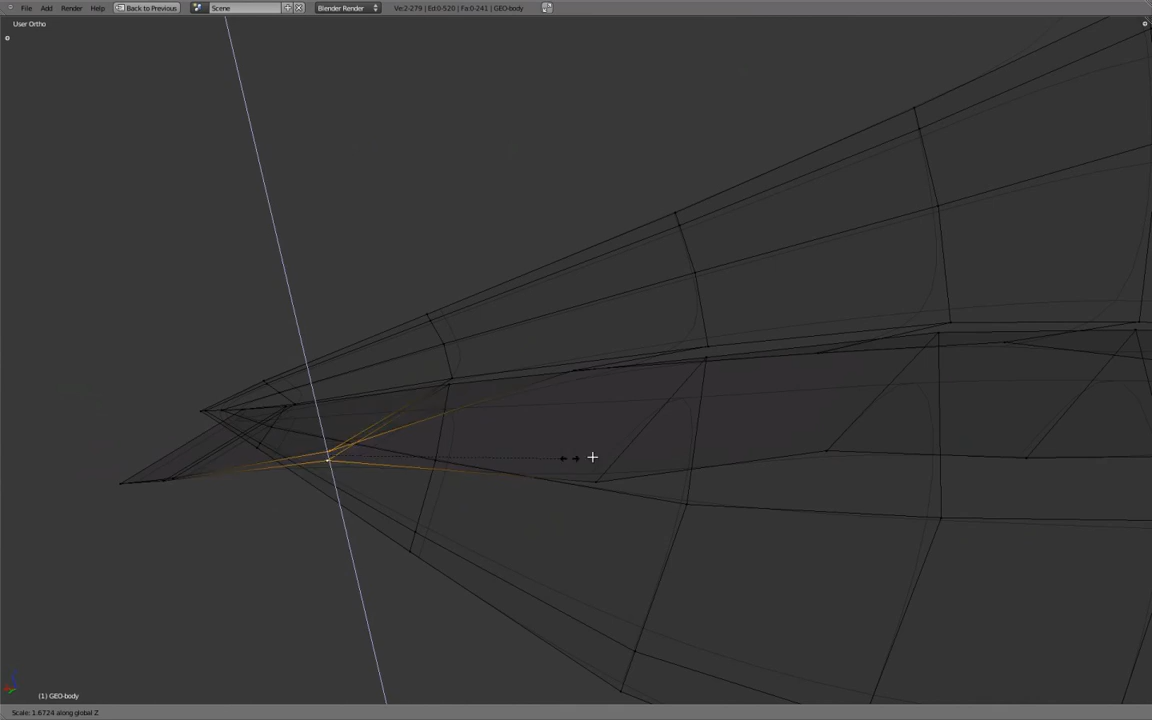 File Add Render Help Back to Previous Scene Blender Render Ve:2-279 | Ed:0-520 | Fa:0-241 | GEO-body
User Ortho
(1) GEO-body
Scale: 1.6724 along global Z